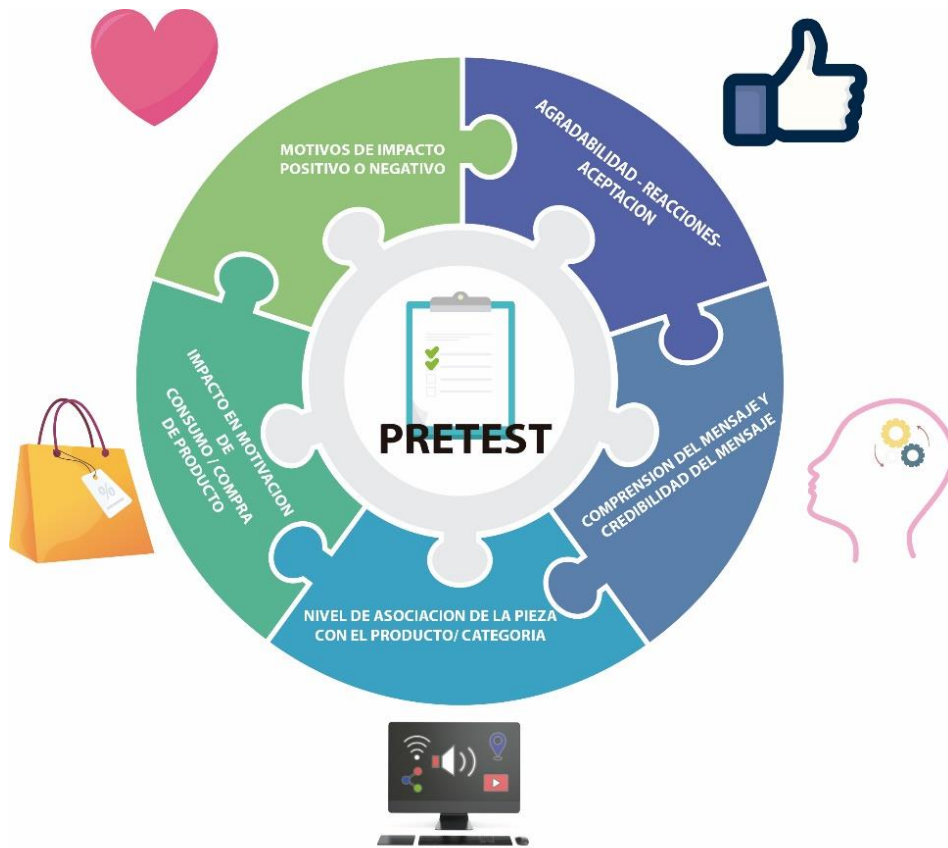 MOTIVOS DE IMPACTO
POSITIVO O NEGATIVO
AGRADABILIDAD - REACCIONES-
ACEPTACION
COMPRENSION DEL MENSAJE Y
CREDIBILIDAD DEL MENSAJE
NIVEL DE ASOCIACION DE LA PIEZA
CON EL PRODUCTO/ CATEGORIA
IMPACTO EN MOTIVACION
DE
CONSUMO / COMPRA
DE PRODUCTO
PRETEST
%